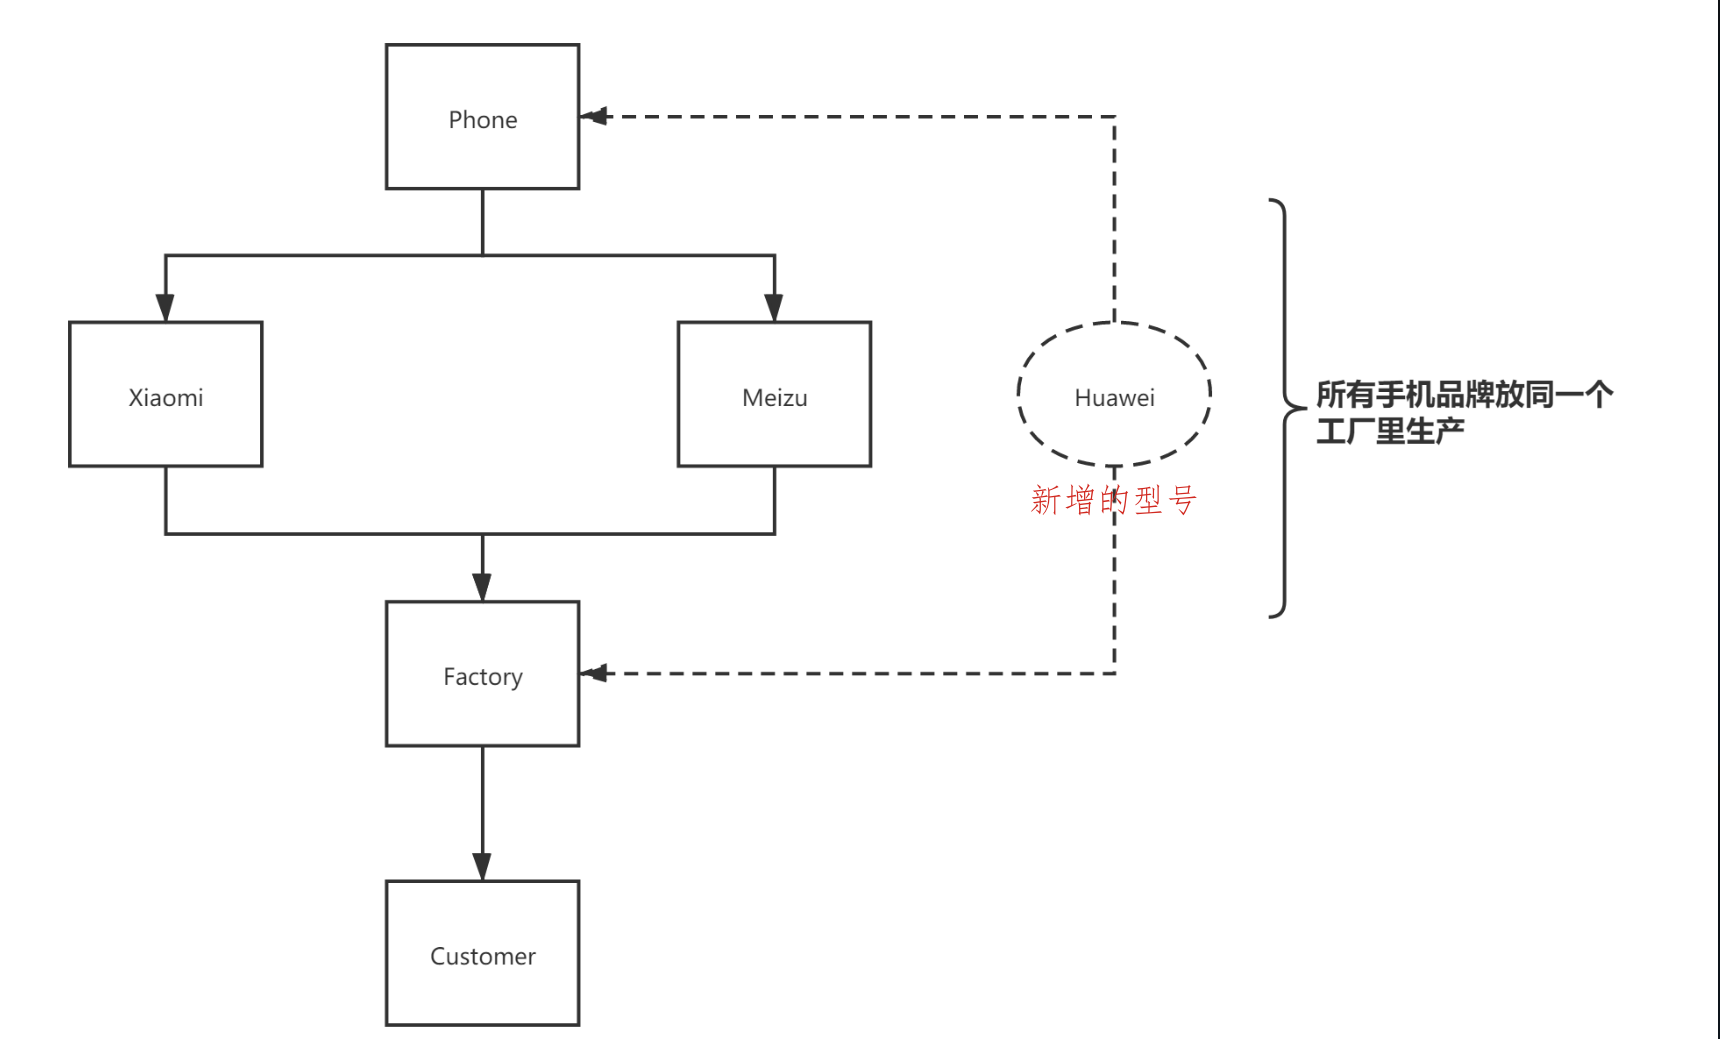 Phone
Xiaomi
Meizu
Huawei
所有手机品牌放同一个
工厂里生产
新增的型号
Factory
Customer